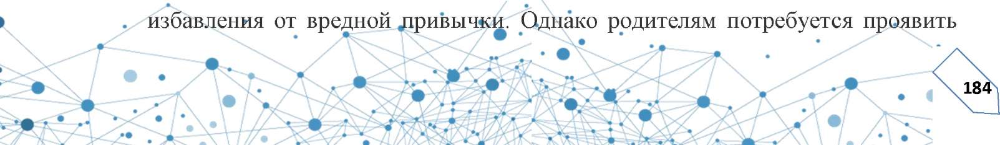 избавления от вредной привычки. Однако родителям потребуется проявить
184